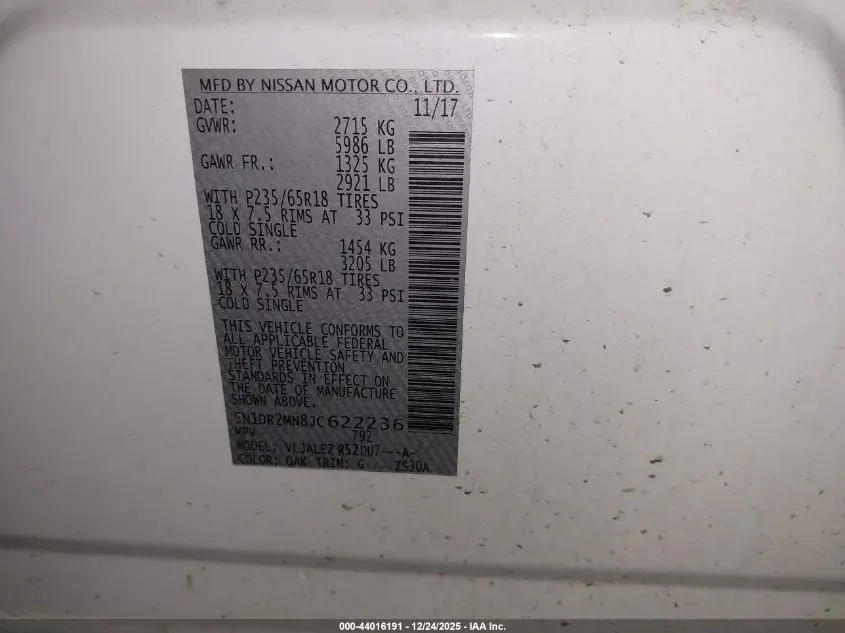 MFD BY NISSAN MOTOR CO., LTD.
DATE: 11/17
GVWR: 2715 KG
5986 LB
GAWR FR.: 1325 KG
2921 LB
WITH P235/65R18 TIRES
18 X 7.5 RIMS AT 33 PSI
COLD SINGLE
GAWR RR.: 1454 KG
3205 LB
WITH P235/65R18 TIRES
18 X 7.5 RIMS AT 33 PSI
COLD SINGLE
THIS VEHICLE CONFORMS TO
ALL APPLICABLE FEDERAL
MOTOR VEHICLE SAFETY AND
THEFT PREVENTION
STANDARDS IN EFFECT ON
THE DATE OF MANUFACTURE
SHOWN ABOVE.
5N1DR2MN8JC622236
MPV 792
MODEL: VLJALE2 R52DU7---A-
COLOR: QAK TRIM: G ZS30A
000-44016191 - 12/24/2025 - IAA Inc.